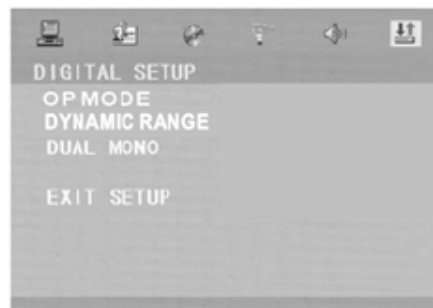 DIGITAL SETUP
OP MODE
DYNAMIC RANGE
DUAL MONO
EXIT SETUP